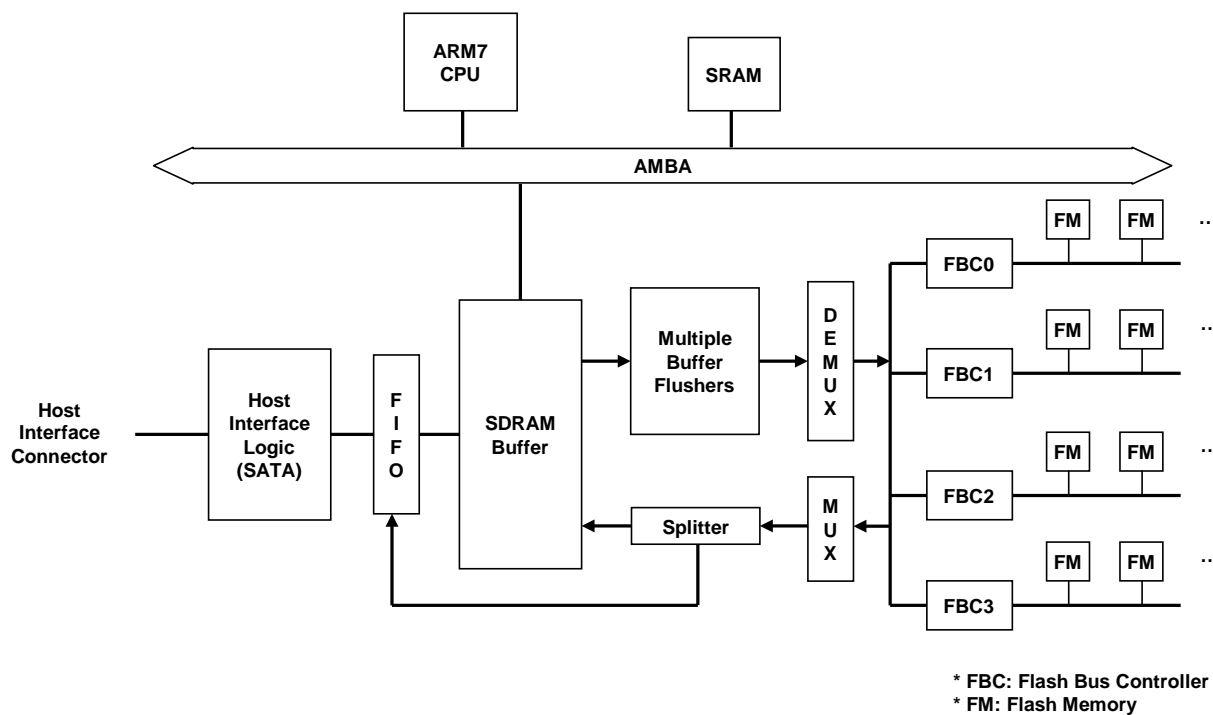 ARM7
CPU
SRAM
AMBA
FM
FM
..
FBC0
Multiple
Buffer
Flushers
D
E
M
U
X
FM
FM
..
FBC1
Host
Interface
Connector
Host
Interface
Logic
(SATA)
F
I
F
O
SDRAM
Buffer
FM
FM
..
FBC2
Splitter
M
U
X
FM
FM
..
FBC3
* FBC: Flash Bus Controller
* FM: Flash Memory